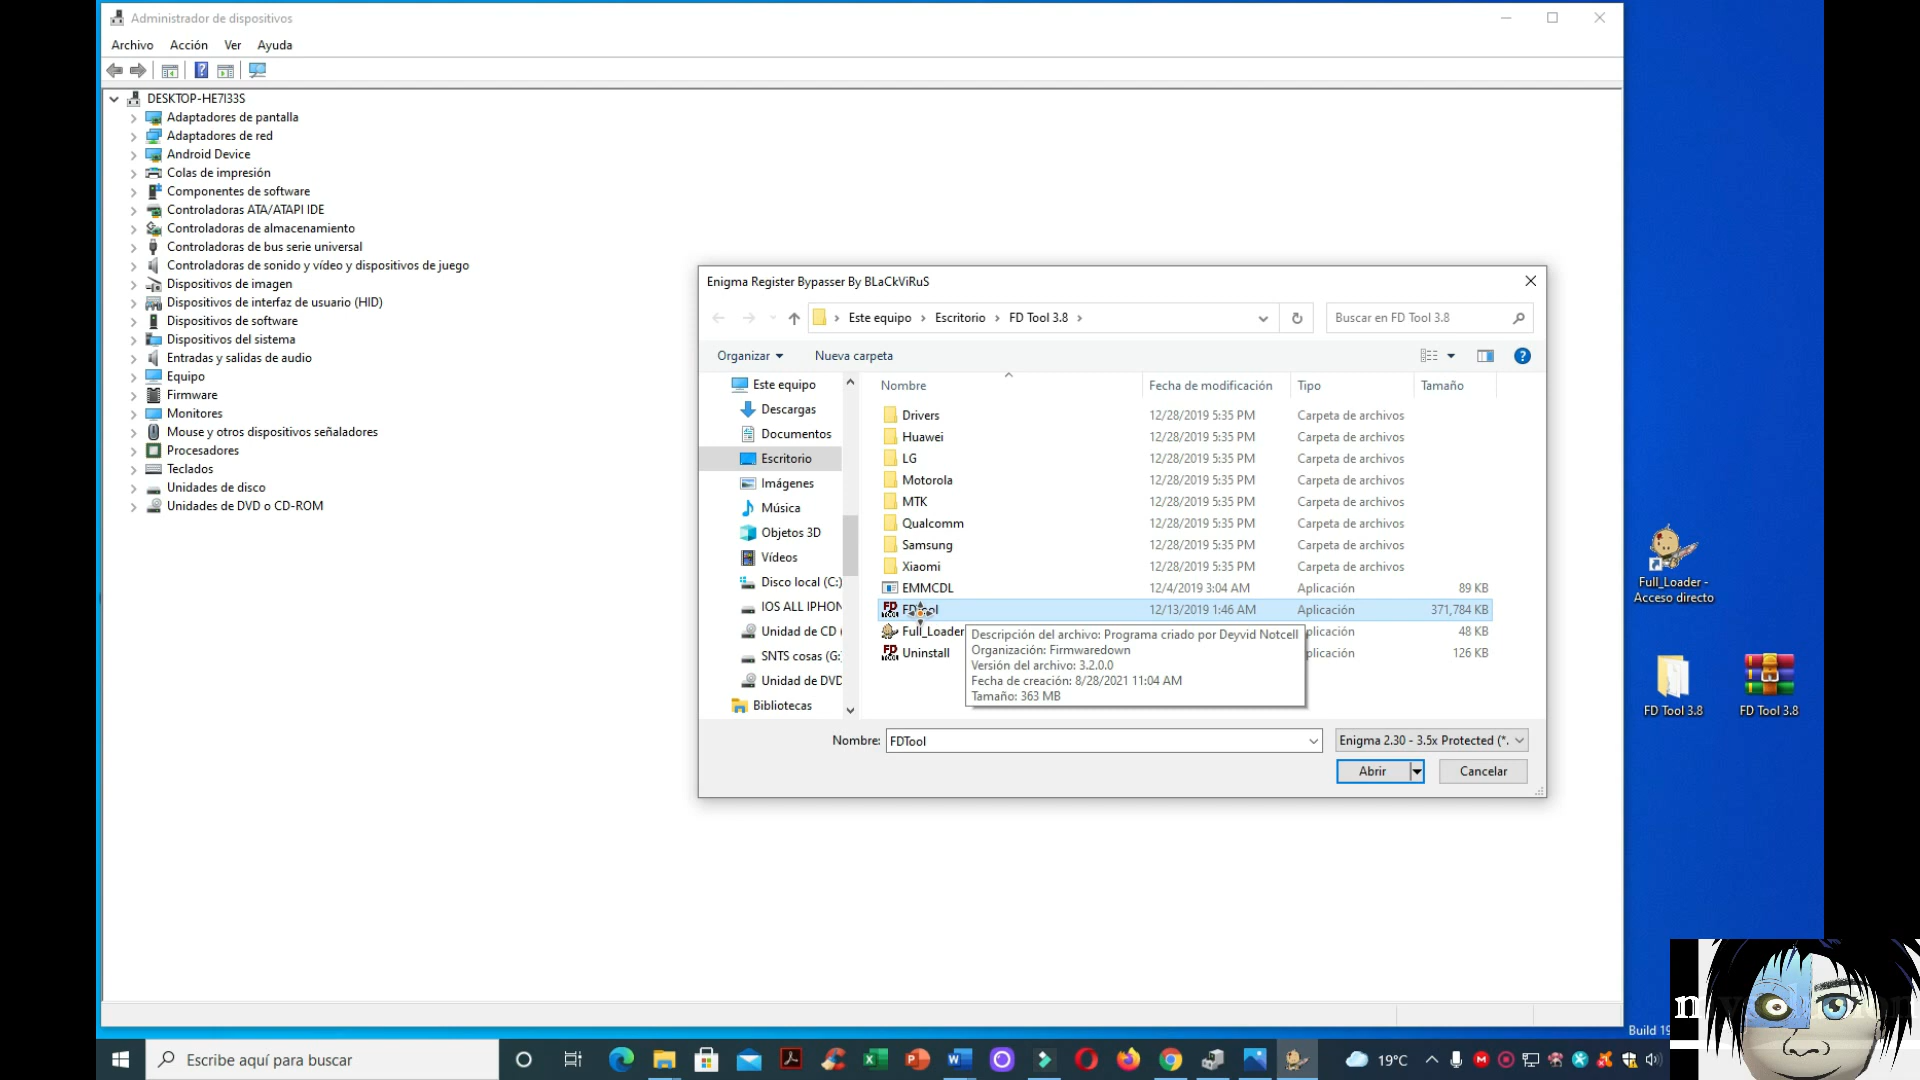 Administrador de dispositivos
Archivo Acción Ver Ayuda
DESKTOP-HE7I33S
Adaptadores de pantalla
Adaptadores de red
Android Device
Colas de impresión
Componentes de software
Controladoras ATA/ATAPI IDE
Controladoras de almacenamiento
Controladoras de bus serie universal
Controladoras de sonido y vídeo y dispositivos de juego
Dispositivos de imagen
Dispositivos de interfaz de usuario (HID)
Dispositivos de software
Dispositivos del sistema
Entradas y salidas de audio
Equipo
Firmware
Monitores
Mouse y otros dispositivos señaladores
Procesadores
Teclados
Unidades de disco
Unidades de DVD o CD-ROM
Enigma Register Bypasser By BLaCkViRuS
Este equipo › Escritorio › FD Tool 3.8 ›
Buscar en FD Tool 3.8
Organizar Nueva carpeta
Este equipo
Descargas
Documentos
Escritorio
Imágenes
Música
Objetos 3D
Vídeos
Disco local (C:)
IOS ALL IPHON
Unidad de CD (
SNTS cosas (G:
Unidad de DVD
Bibliotecas
Nombre Fecha de modificación Tipo Tamaño
Drivers 12/28/2019 5:35 PM Carpeta de archivos
Huawei 12/28/2019 5:35 PM Carpeta de archivos
LG 12/28/2019 5:35 PM Carpeta de archivos
Motorola 12/28/2019 5:35 PM Carpeta de archivos
MTK 12/28/2019 5:35 PM Carpeta de archivos
Qualcomm 12/28/2019 5:35 PM Carpeta de archivos
Samsung 12/28/2019 5:35 PM Carpeta de archivos
Xiaomi 12/28/2019 5:35 PM Carpeta de archivos
EMMCDL 12/4/2019 3:04 AM Aplicación 89 KB
FDTool 12/13/2019 1:46 AM Aplicación 371,784 KB
Full_Loader plicación 48 KB
Uninstall plicación 126 KB
Descripción del archivo: Programa criado por Deyvid Notcell
Organización: Firmwaredown
Versión del archivo: 3.2.0.0
Fecha de creación: 8/28/2021 11:04 AM
Tamaño: 363 MB
Nombre: FDTool
Enigma 2.30 - 3.5x Protected (*.
Abrir Cancelar
Full_Loader -
Acceso directo
FD Tool 3.8
FD Tool 3.8
Build 19
Escribe aquí para buscar
19°C